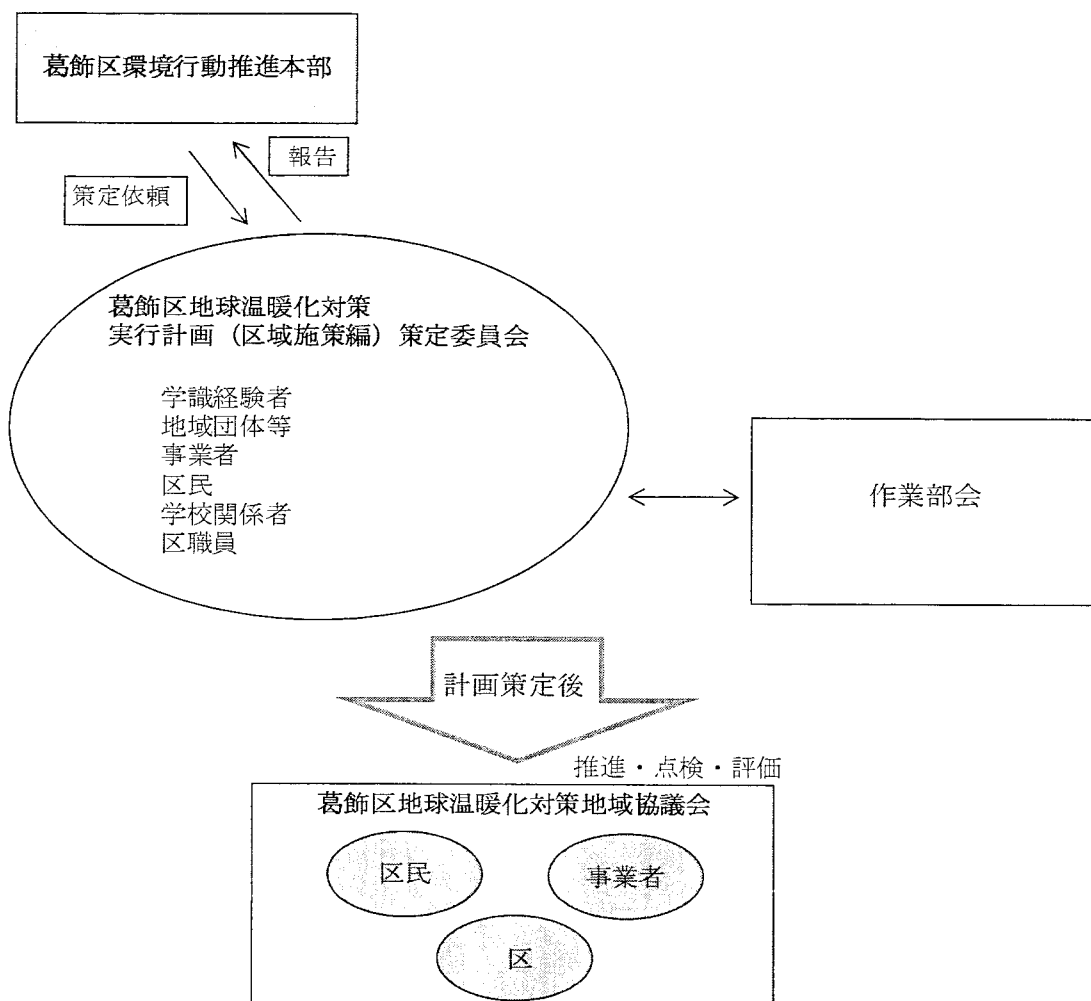 葛飾区環境行動推進本部
報告
策定依頼
葛飾区地球温暖化対策
実行計画（区域施策編）策定委員会
学識経験者
地域団体等
事業者
区民
学校関係者
区職員
作業部会
計画策定後
推進・点検・評価
葛飾区地球温暖化対策地域協議会
区民
事業者
区